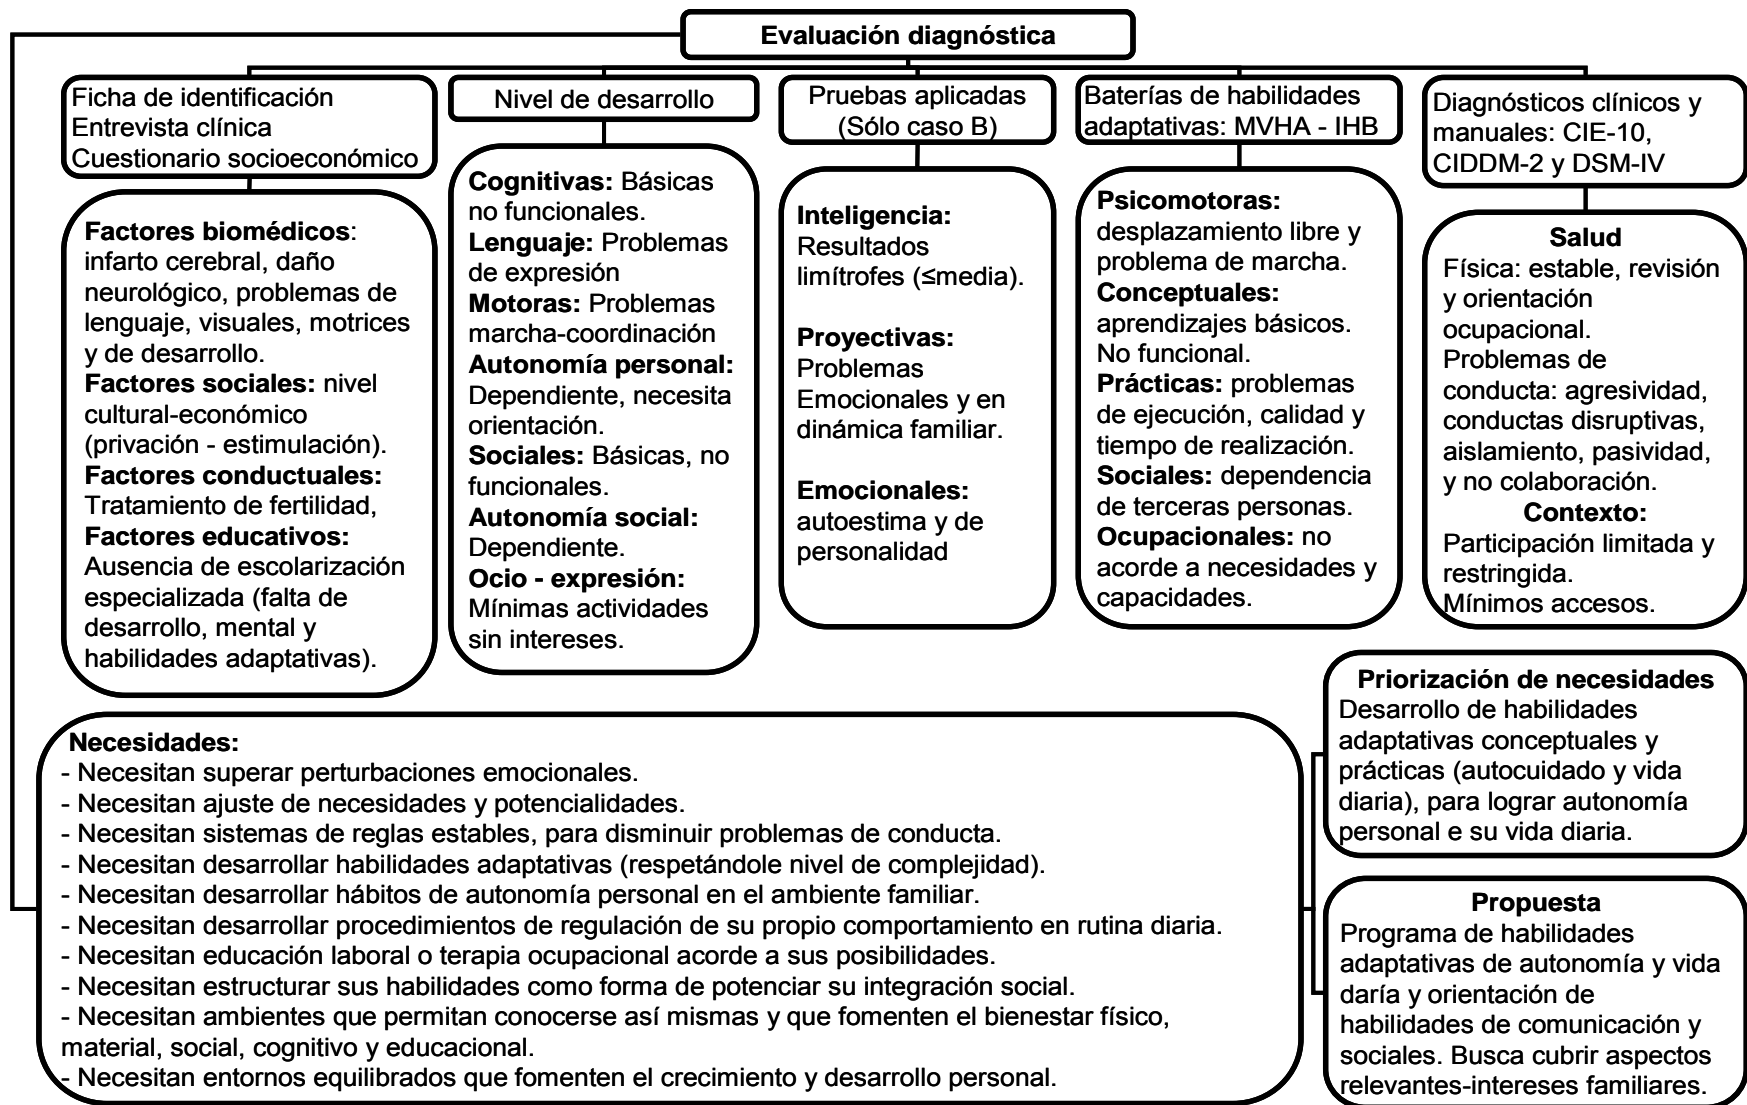 Evaluación diagnóstica
Ficha de identificación
Entrevista clínica
Cuestionario socioeconómico
Factores biomédicos:
infarto cerebral, daño
neurológico, problemas de
lenguaje, visuales, motrices
y de desarrollo.
Factores sociales: nivel
cultural-económico
(privación - estimulación).
Factores conductuales:
Tratamiento de fertilidad,
Factores educativos:
Ausencia de escolarización
especializada (falta de
desarrollo, mental y
habilidades adaptativas).
Nivel de desarrollo
Cognitivas: Básicas
no funcionales.
Lenguaje: Problemas
de expresión
Motoras: Problemas
marcha-coordinación
Autonomía personal:
Dependiente, necesita
orientación.
Sociales: Básicas, no
funcionales.
Autonomía social:
Dependiente.
Ocio - expresión:
Mínimas actividades
sin intereses.
Pruebas aplicadas
(Sólo caso B)
Inteligencia:
Resultados
limítrofes (≤media).
Proyectivas:
Problemas
Emocionales y en
dinámica familiar.
Emocionales:
autoestima y de
personalidad
Baterías de habilidades
adaptativas: MVHA - IHB
Psicomotoras:
desplazamiento libre y
problema de marcha.
Conceptuales:
aprendizajes básicos.
No funcional.
Prácticas: problemas
de ejecución, calidad y
tiempo de realización.
Sociales: dependencia
de terceras personas.
Ocupacionales: no
acorde a necesidades y
capacidades.
Diagnósticos clínicos y
manuales: CIE-10,
CIDDM-2 y DSM-IV
Salud
Física: estable, revisión
y orientación
ocupacional.
Problemas de
conducta: agresividad,
conductas disruptivas,
aislamiento, pasividad,
y no colaboración.
Contexto:
Participación limitada y
restringida.
Mínimos accesos.
Necesidades:
- Necesitan superar perturbaciones emocionales.
- Necesitan ajuste de necesidades y potencialidades.
- Necesitan sistemas de reglas estables, para disminuir problemas de conducta.
- Necesitan desarrollar habilidades adaptativas (respetándole nivel de complejidad).
- Necesitan desarrollar hábitos de autonomía personal en el ambiente familiar.
- Necesitan desarrollar procedimientos de regulación de su propio comportamiento en rutina diaria.
- Necesitan educación laboral o terapia ocupacional acorde a sus posibilidades.
- Necesitan estructurar sus habilidades como forma de potenciar su integración social.
- Necesitan ambientes que permitan conocerse así mismas y que fomenten el bienestar físico,
material, social, cognitivo y educacional.
- Necesitan entornos equilibrados que fomenten el crecimiento y desarrollo personal.
Priorización de necesidades
Desarrollo de habilidades
adaptativas conceptuales y
prácticas (autocuidado y vida
diaria), para lograr autonomía
personal e su vida diaria.
Propuesta
Programa de habilidades
adaptativas de autonomía y vida
daría y orientación de
habilidades de comunicación y
sociales. Busca cubrir aspectos
relevantes-intereses familiares.